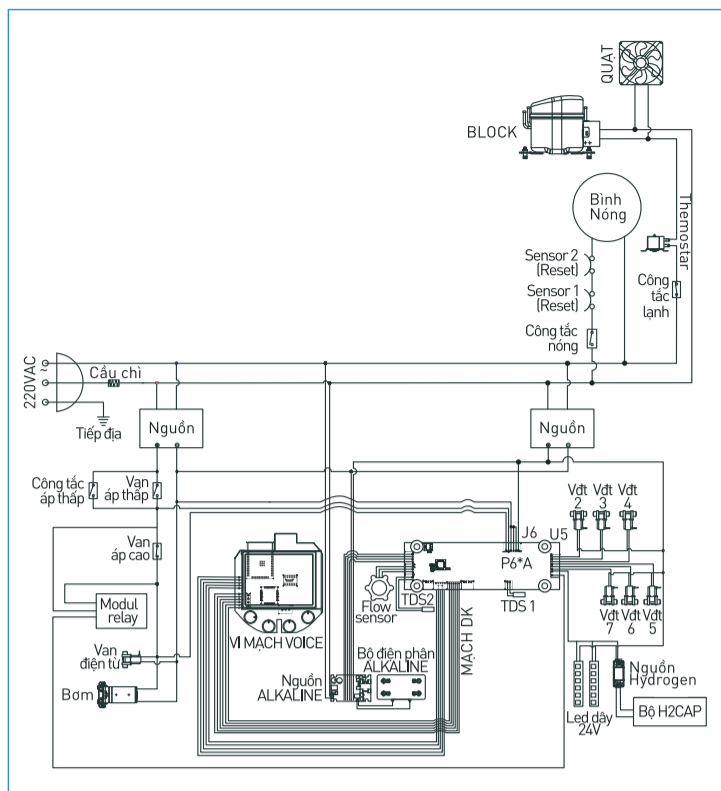 QUẠT
BLOCK
Bình
Nóng
Thermostar
Sensor 2
(Reset)
Sensor 1
(Reset)
Công
tắc
lạnh
Công tắc
nóng
220VAC
~
Cầu chì
Tiếp địa
Nguồn
Nguồn
Công tắc
áp thấp
Van
áp thấp
Vđt
2
Vđt
3
Vđt
4
J6
U5
P6*A
Van
áp cao
Modul
relay
Flow
sensor
TDS2
TDS 1
MẠCH DK
Vđt
7
Vđt
6
Vđt
5
VI MẠCH VOICE
Van
điện từ
Bộ điện phân
ALKALINE
Nguồn
ALKALINE
Bơm
Nguồn
Hydrogen
Led dây
24V
Bộ H2CAP